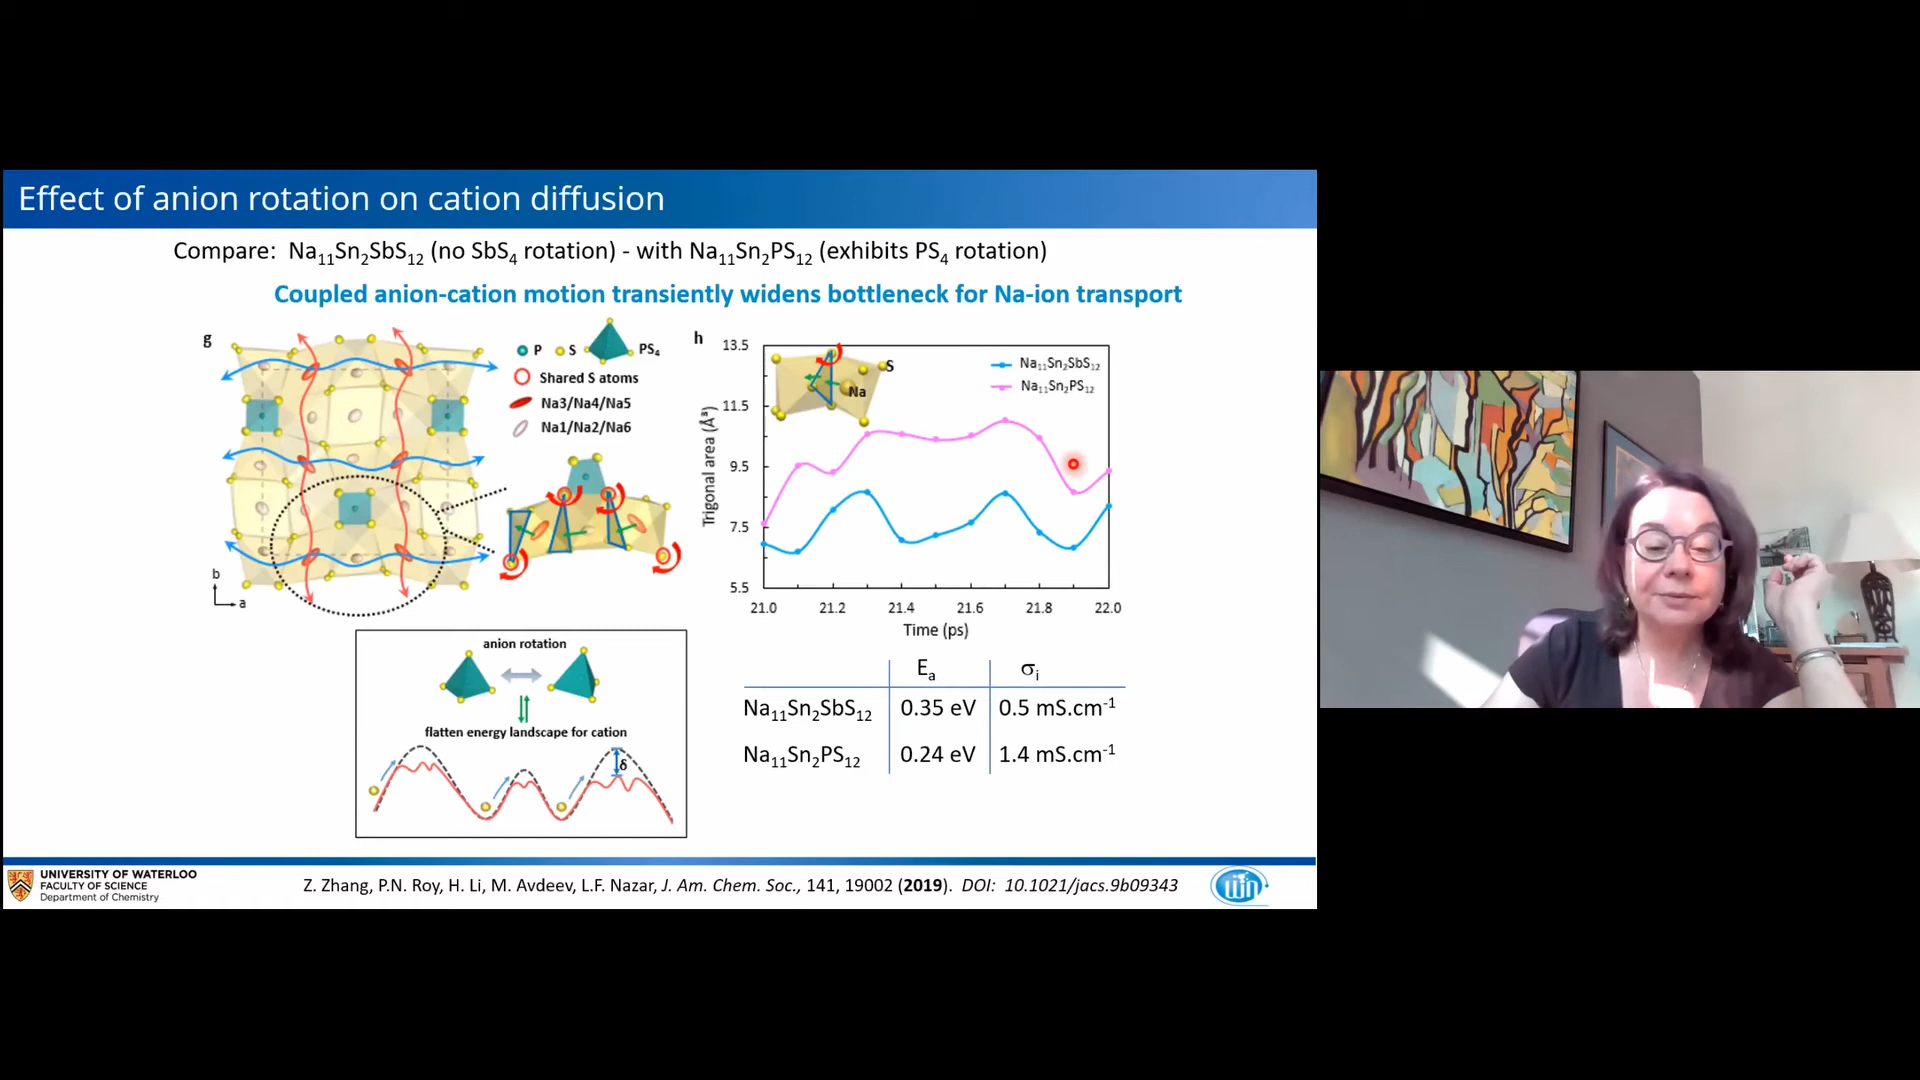 Effect of anion rotation on cation diffusion
Compare: Na11Sn2SbS12 (no SbS4 rotation) - with Na11Sn2PS12 (exhibits PS4 rotation)
Coupled anion-cation motion transiently widens bottleneck for Na-ion transport
g
P S PS4
Shared S atoms
Na3/Na4/Na5
Na1/Na2/Na6
b
a
h
Trigonal area (Å³)
13.5
11.5
9.5
7.5
5.5
S
Na
Na11Sn2SbS12
Na11Sn2PS12
21.0 21.2 21.4 21.6 21.8 22.0
Time (ps)
anion rotation
flatten energy landscape for cation
δ
Ea σi
Na11Sn2SbS12 0.35 eV 0.5 mS.cm-1
Na11Sn2PS12 0.24 eV 1.4 mS.cm-1
UNIVERSITY OF WATERLOO
FACULTY OF SCIENCE
Department of Chemistry
Z. Zhang, P.N. Roy, H. Li, M. Avdeev, L.F. Nazar, J. Am. Chem. Soc., 141, 19002 (2019). DOI: 10.1021/jacs.9b09343
WIN